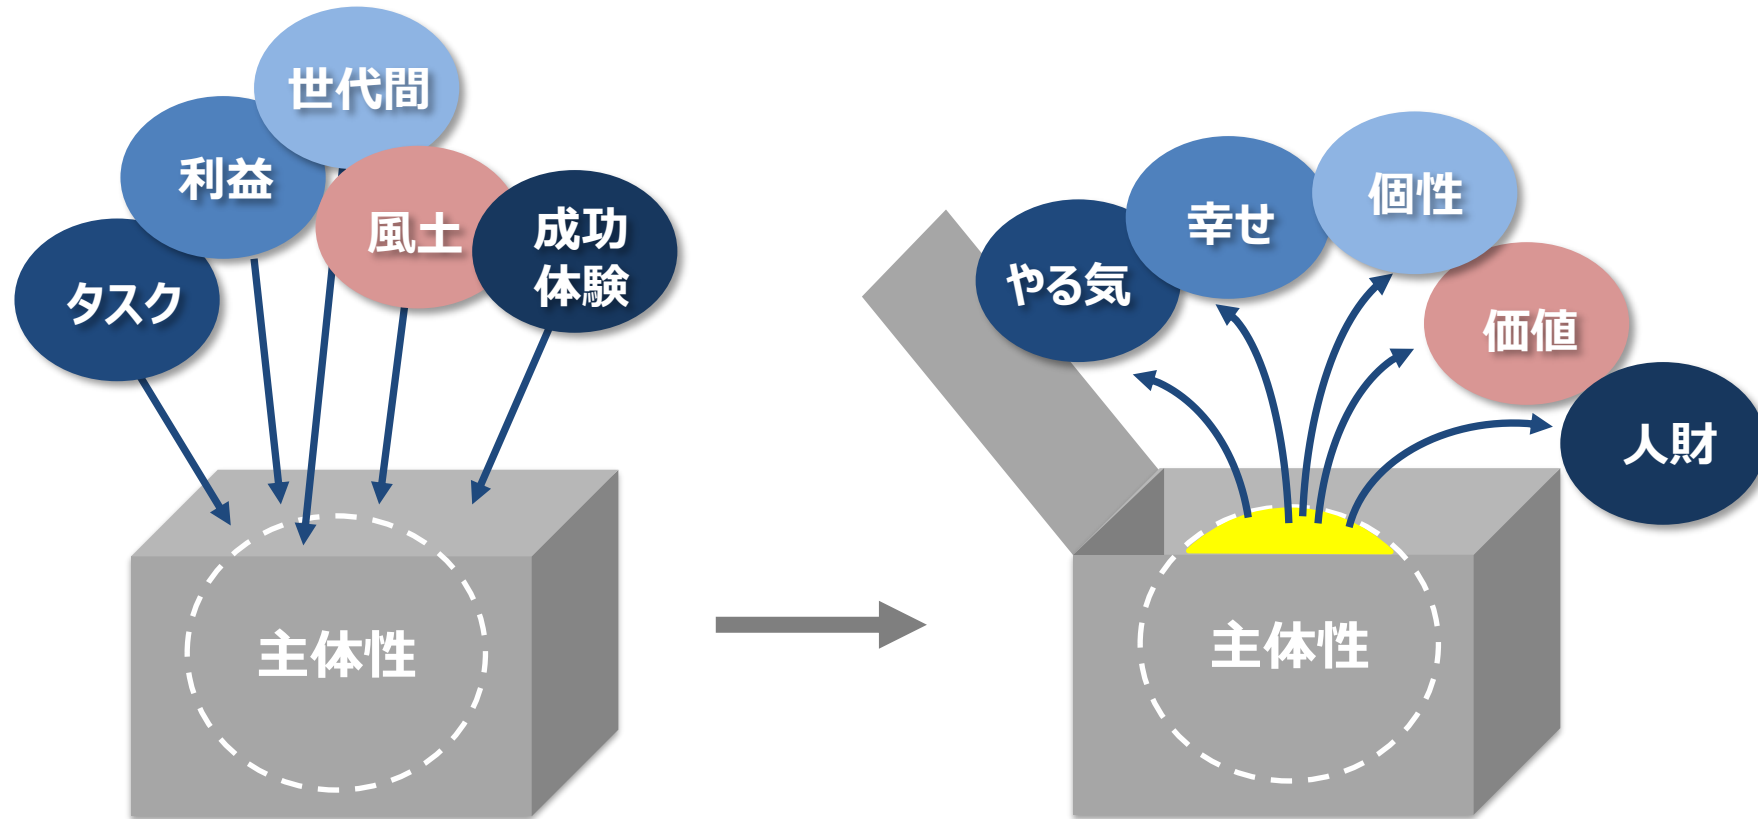 世代間
利益
風土
成功
体験
タスク
主体性
個性
幸せ
やる気
価値
人財
主体性